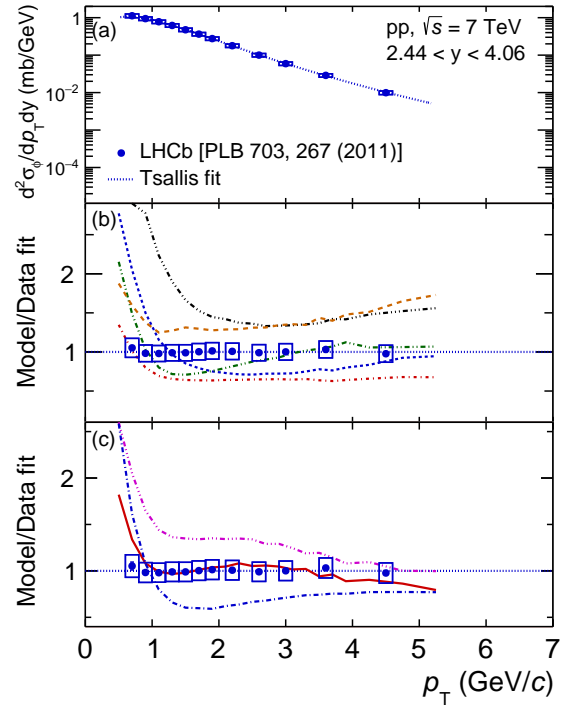 (a)
pp, √s = 7 TeV
2.44 < y < 4.06
d²σ_ϕ/dp_T dy (mb/GeV)
1
10⁻²
10⁻⁴
LHCb [PLB 703, 267 (2011)]
Tsallis fit
(b)
Model/Data fit
2
1
(c)
Model/Data fit
2
1
0 1 2 3 4 5 6 7
p_T (GeV/c)